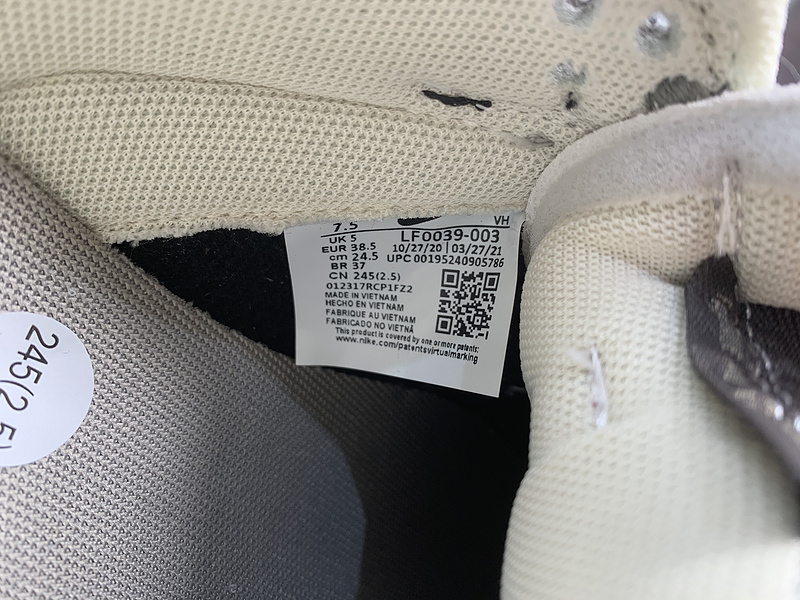 7.5
VH
UK 5
LF0039-003
EUR 38.5
10/27/20 | 03/27/21
cm 24.5
UPC 00195240905786
BR 37
CN 245(2.5)
012317RCP1FZ2
MADE IN VIETNAM
HECHO EN VIETNAM
FABRIQUE AU VIETNAM
FABRICADO NO VIETNÃ
This product is covered by one or more patents:
www.nike.com/patentsvirtualmarking
245(2.5)